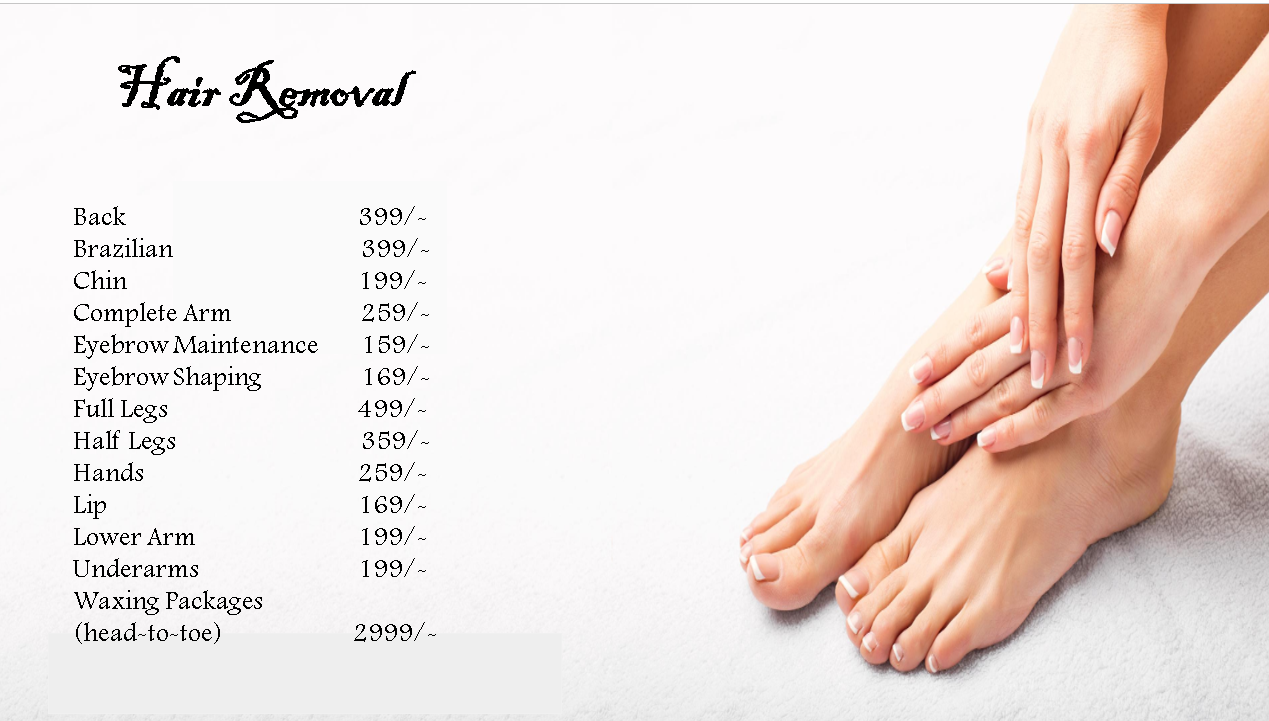 Hair Removal
Back 399/~
Brazilian 399/~
Chin 199/~
Complete Arm 259/~
Eyebrow Maintenance 159/~
Eyebrow Shaping 169/~
Full Legs 499/~
Half Legs 359/~
Hands 259/~
Lip 169/~
Lower Arm 199/~
Underarms 199/~
Waxing Packages
(head-to-toe) 2999/~